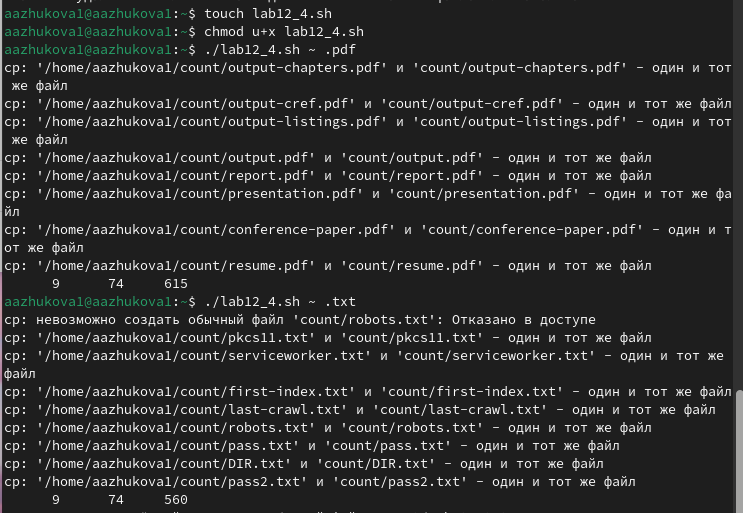 aazhukova1@aazhukova1:~$ touch lab12_4.sh
aazhukova1@aazhukova1:~$ chmod u+x lab12_4.sh
aazhukova1@aazhukova1:~$ ./lab12_4.sh ~ .pdf
cp: '/home/aazhukova1/count/output-chapters.pdf' и 'count/output-chapters.pdf' - один и тот
 же файл
cp: '/home/aazhukova1/count/output-cref.pdf' и 'count/output-cref.pdf' - один и тот же файл
cp: '/home/aazhukova1/count/output-listings.pdf' и 'count/output-listings.pdf' - один и тот
 же файл
cp: '/home/aazhukova1/count/output.pdf' и 'count/output.pdf' - один и тот же файл
cp: '/home/aazhukova1/count/report.pdf' и 'count/report.pdf' - один и тот же файл
cp: '/home/aazhukova1/count/presentation.pdf' и 'count/presentation.pdf' - один и тот же фа
йл
cp: '/home/aazhukova1/count/conference-paper.pdf' и 'count/conference-paper.pdf' - один и т
от же файл
cp: '/home/aazhukova1/count/resume.pdf' и 'count/resume.pdf' - один и тот же файл
      9      74     615
aazhukova1@aazhukova1:~$ ./lab12_4.sh ~ .txt
cp: невозможно создать обычный файл 'count/robots.txt': Отказано в доступе
cp: '/home/aazhukova1/count/pkcs11.txt' и 'count/pkcs11.txt' - один и тот же файл
cp: '/home/aazhukova1/count/serviceworker.txt' и 'count/serviceworker.txt' - один и тот же
файл
cp: '/home/aazhukova1/count/first-index.txt' и 'count/first-index.txt' - один и тот же файл
cp: '/home/aazhukova1/count/last-crawl.txt' и 'count/last-crawl.txt' - один и тот же файл
cp: '/home/aazhukova1/count/robots.txt' и 'count/robots.txt' - один и тот же файл
cp: '/home/aazhukova1/count/pass.txt' и 'count/pass.txt' - один и тот же файл
cp: '/home/aazhukova1/count/DIR.txt' и 'count/DIR.txt' - один и тот же файл
cp: '/home/aazhukova1/count/pass2.txt' и 'count/pass2.txt' - один и тот же файл
      9      74     560